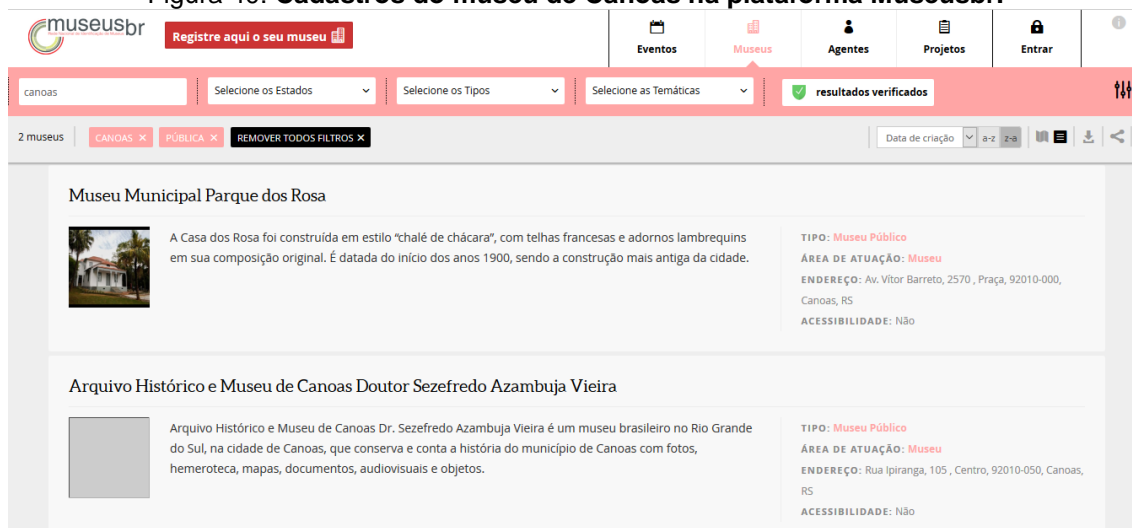 Cadastros do museu de Canoas na plataforma Museusbr.
museusbr
Registre aqui o seu museu
Eventos
Museus
Agentes
Projetos
Entrar
canoas
Selecione os Estados
Selecione os Tipos
Selecione as Temáticas
resultados verificados
2 museus
CANOAS ×
PÚBLICA ×
REMOVER TODOS FILTROS ×
Data de criação
a-z
z-a
Museu Municipal Parque dos Rosa
A Casa dos Rosa foi construída em estilo “chalé de chácara”, com telhas francesas e adornos lambrequins
em sua composição original. É datada do início dos anos 1900, sendo a construção mais antiga da cidade.
TIPO: Museu Público
ÁREA DE ATUAÇÃO: Museu
ENDEREÇO: Av. Vítor Barreto, 2570 , Praça, 92010-000,
Canoas, RS
ACESSIBILIDADE: Não
Arquivo Histórico e Museu de Canoas Doutor Sezefredo Azambuja Vieira
Arquivo Histórico e Museu de Canoas Dr. Sezefredo Azambuja Vieira é um museu brasileiro no Rio Grande
do Sul, na cidade de Canoas, que conserva e conta a história do município de Canoas com fotos,
hemeroteca, mapas, documentos, audiovisuais e objetos.
TIPO: Museu Público
ÁREA DE ATUAÇÃO: Museu
ENDEREÇO: Rua Ipiranga, 105 , Centro, 92010-050, Canoas,
RS
ACESSIBILIDADE: Não